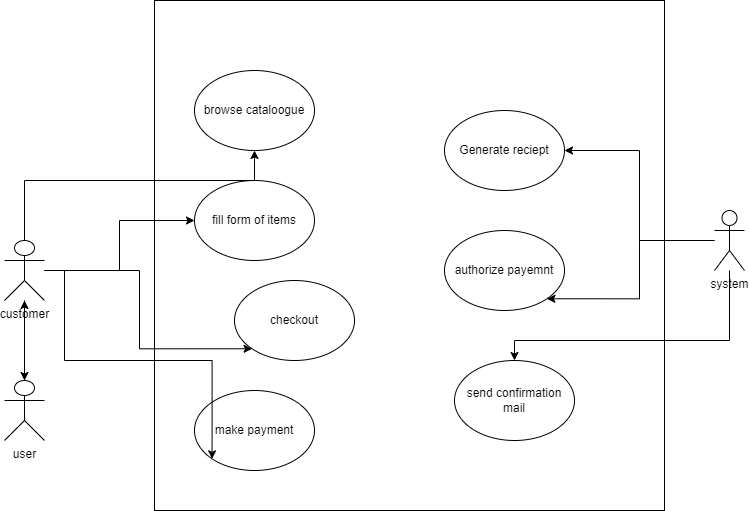 browse cataloogue
Generate reciept
fill form of items
authorize payemnt
system
customer
checkout
send confirmation
mail
make payment
user